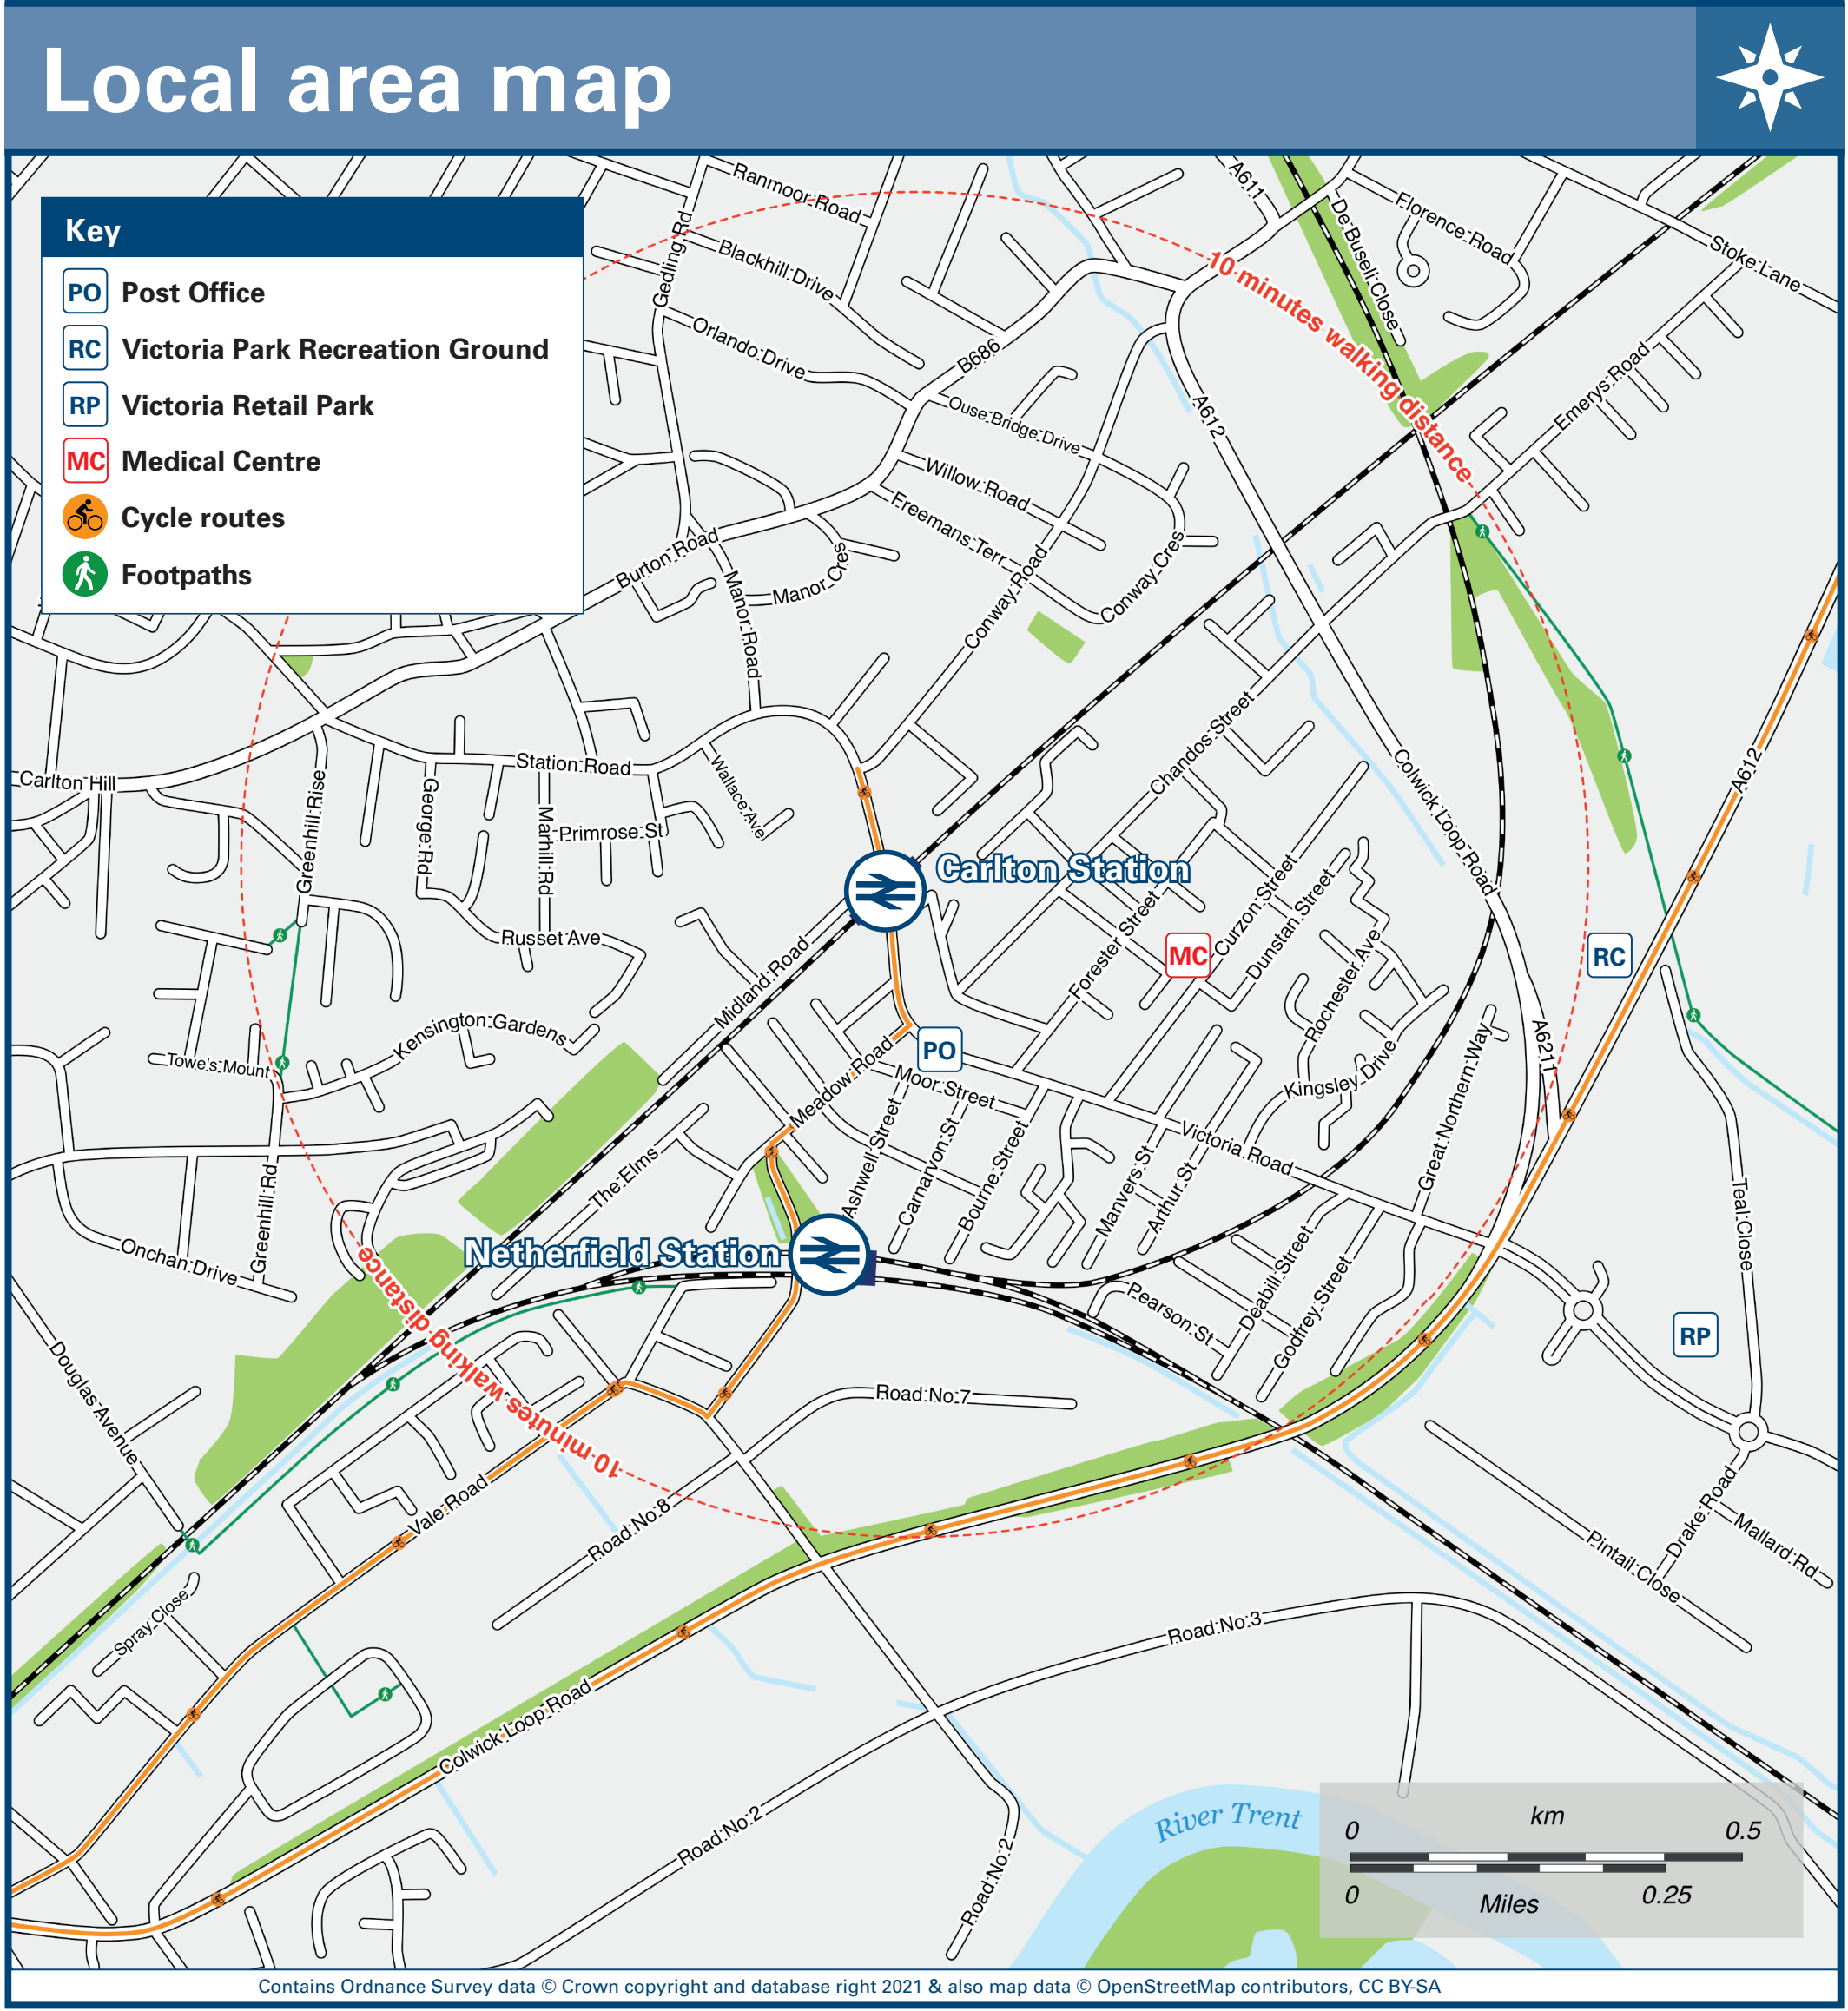 Local area map
Key
PO Post Office
RC Victoria Park Recreation Ground
RP Victoria Retail Park
MC Medical Centre
Cycle routes
Footpaths
Ranmoor Road
A611
Florence Road
De Buseli Close
Stoke Lane
Gedling Rd
Blackhill Drive
10 minutes walking distance
Orlando Drive
B686
Emerys Road
A612
Ouse Bridge Drive
Willow Road
Freemans Terr
Burton Road
Manor Cres
Manor Road
Conway Road
Conway Cres
Chandos Street
Carlton Hill
Station Road
Wallace Ave
Greenhill Rise
George Rd
Marhill Rd
Primrose St
Colwick Loop Road
A612
Carlton Station
Curzon Street
Dunstan Street
Forester Street
MC
RC
Rochester Ave
Russet Ave
Midland Road
Kensington Gardens
Towe's Mount
PO
Meadow Road
Moor Street
Kingsley Drive
Great Northern Way
A6211
Ashwell Street
Carnarvon St
Bourne Street
Victoria Road
Manvers St
Arthur St
The Elms
Greenhill Rd
Onchan Drive
Netherfield Station
Teal Close
Deabill Street
Godfrey Street
Pearson St
RP
Douglas Avenue
10 minutes walking distance
Road No 7
Vale Road
Road No 8
Drake Road
Mallard Rd
Pintail Close
Spray Close
Road No 3
Colwick Loop Road
Road No 2
Road No 2
River Trent
km
0 0.5
0 0.25
Miles
Contains Ordnance Survey data © Crown copyright and database right 2021 & also map data © OpenStreetMap contributors, CC BY-SA